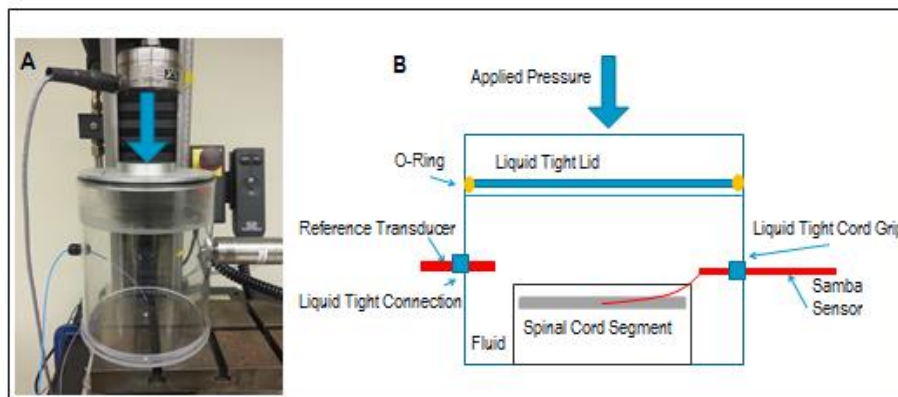 A
B
Applied Pressure
O-Ring
Liquid Tight Lid
Reference Transducer
Liquid Tight Cord Grip
Liquid Tight Connection
Samba
Sensor
Spinal Cord Segment
Fluid